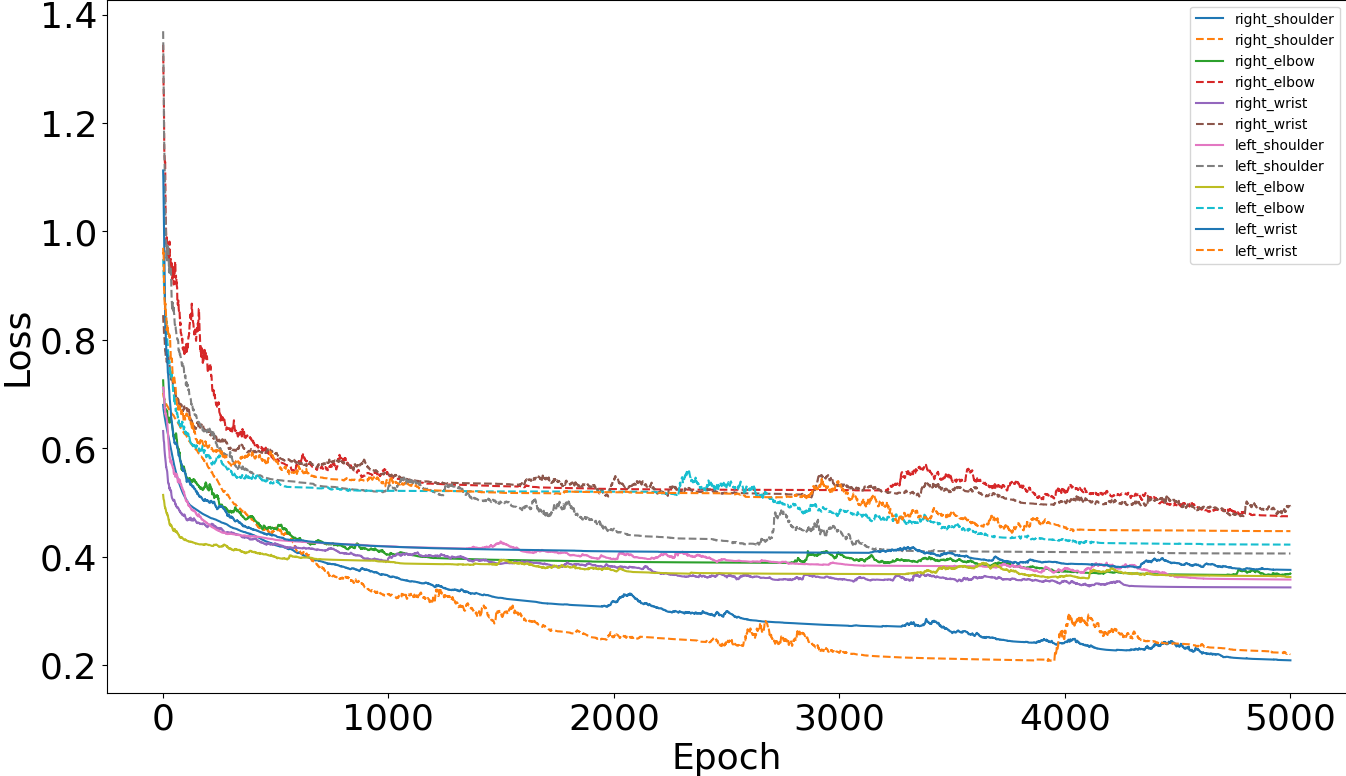 1.4
1.2
1.0
0.8
0.6
0.4
0.2
Loss
0 1000 2000 3000 4000 5000
Epoch
right_shoulder
right_shoulder
right_elbow
right_elbow
right_wrist
right_wrist
left_shoulder
left_shoulder
left_elbow
left_elbow
left_wrist
left_wrist